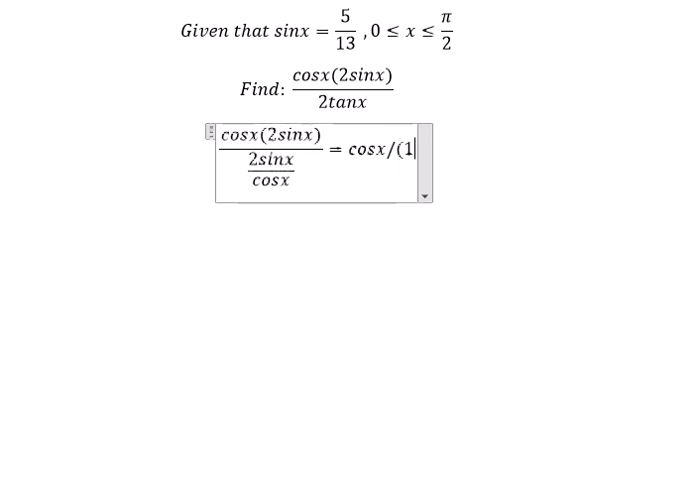 Given that sinx = 5/13 ,0 ≤ x ≤ π/2
Find: cosx(2sinx)/2tanx
cosx(2sinx)/(2sinx/cosx) = cosx/(1